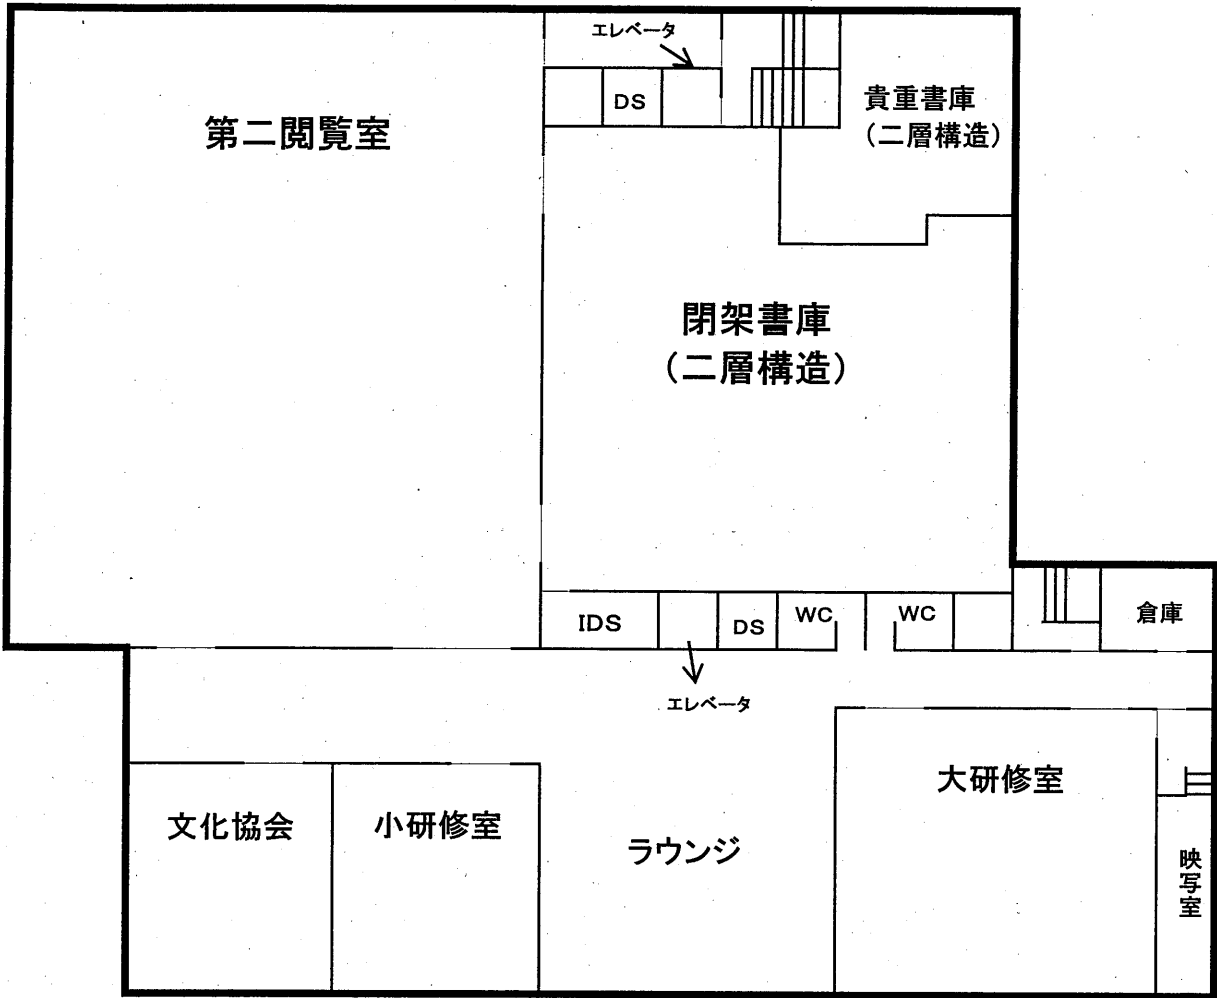 エレベータ
DS
貴重書庫
（二層構造）
第二閲覧室
閉架書庫
（二層構造）
IDS
DS
WC
WC
倉庫
エレベータ
文化協会
小研修室
ラウンジ
大研修室
映写室